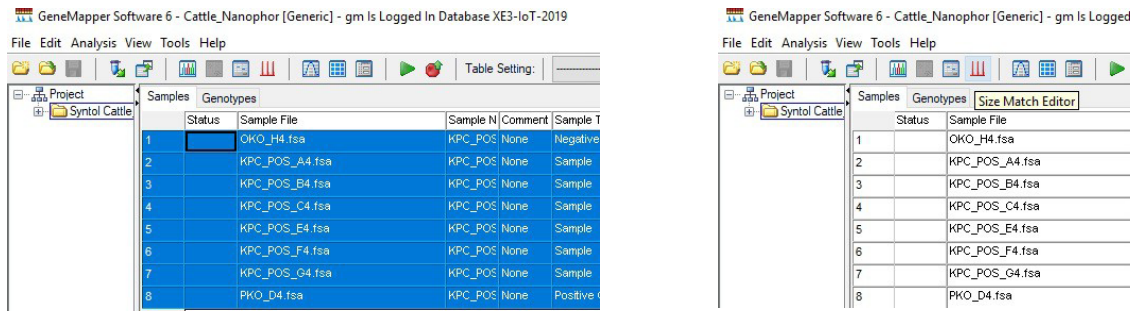 GeneMapper Software 6 - Cattle_Nanophor [Generic] - gm Is Logged In Database XE3-IoT-2019
File Edit Analysis View Tools Help
Table Setting:
Project
Syntol Cattle
Samples Genotypes
Status Sample File Sample N Comment Sample T
1 OKO_H4.fsa KPC_POS None Negative
2 KPC_POS_A4.fsa KPC_POS None Sample
3 KPC_POS_B4.fsa KPC_POS None Sample
4 KPC_POS_C4.fsa KPC_POS None Sample
5 KPC_POS_E4.fsa KPC_POS None Sample
6 KPC_POS_F4.fsa KPC_POS None Sample
7 KPC_POS_G4.fsa KPC_POS None Sample
8 PKO_D4.fsa KPC_POS None Positive
GeneMapper Software 6 - Cattle_Nanophor [Generic] - gm Is Logged
File Edit Analysis View Tools Help
Project
Syntol Cattle
Samples Genotypes Size Match Editor
Status Sample File
1 OKO_H4.fsa
2 KPC_POS_A4.fsa
3 KPC_POS_B4.fsa
4 KPC_POS_C4.fsa
5 KPC_POS_E4.fsa
6 KPC_POS_F4.fsa
7 KPC_POS_G4.fsa
8 PKO_D4.fsa